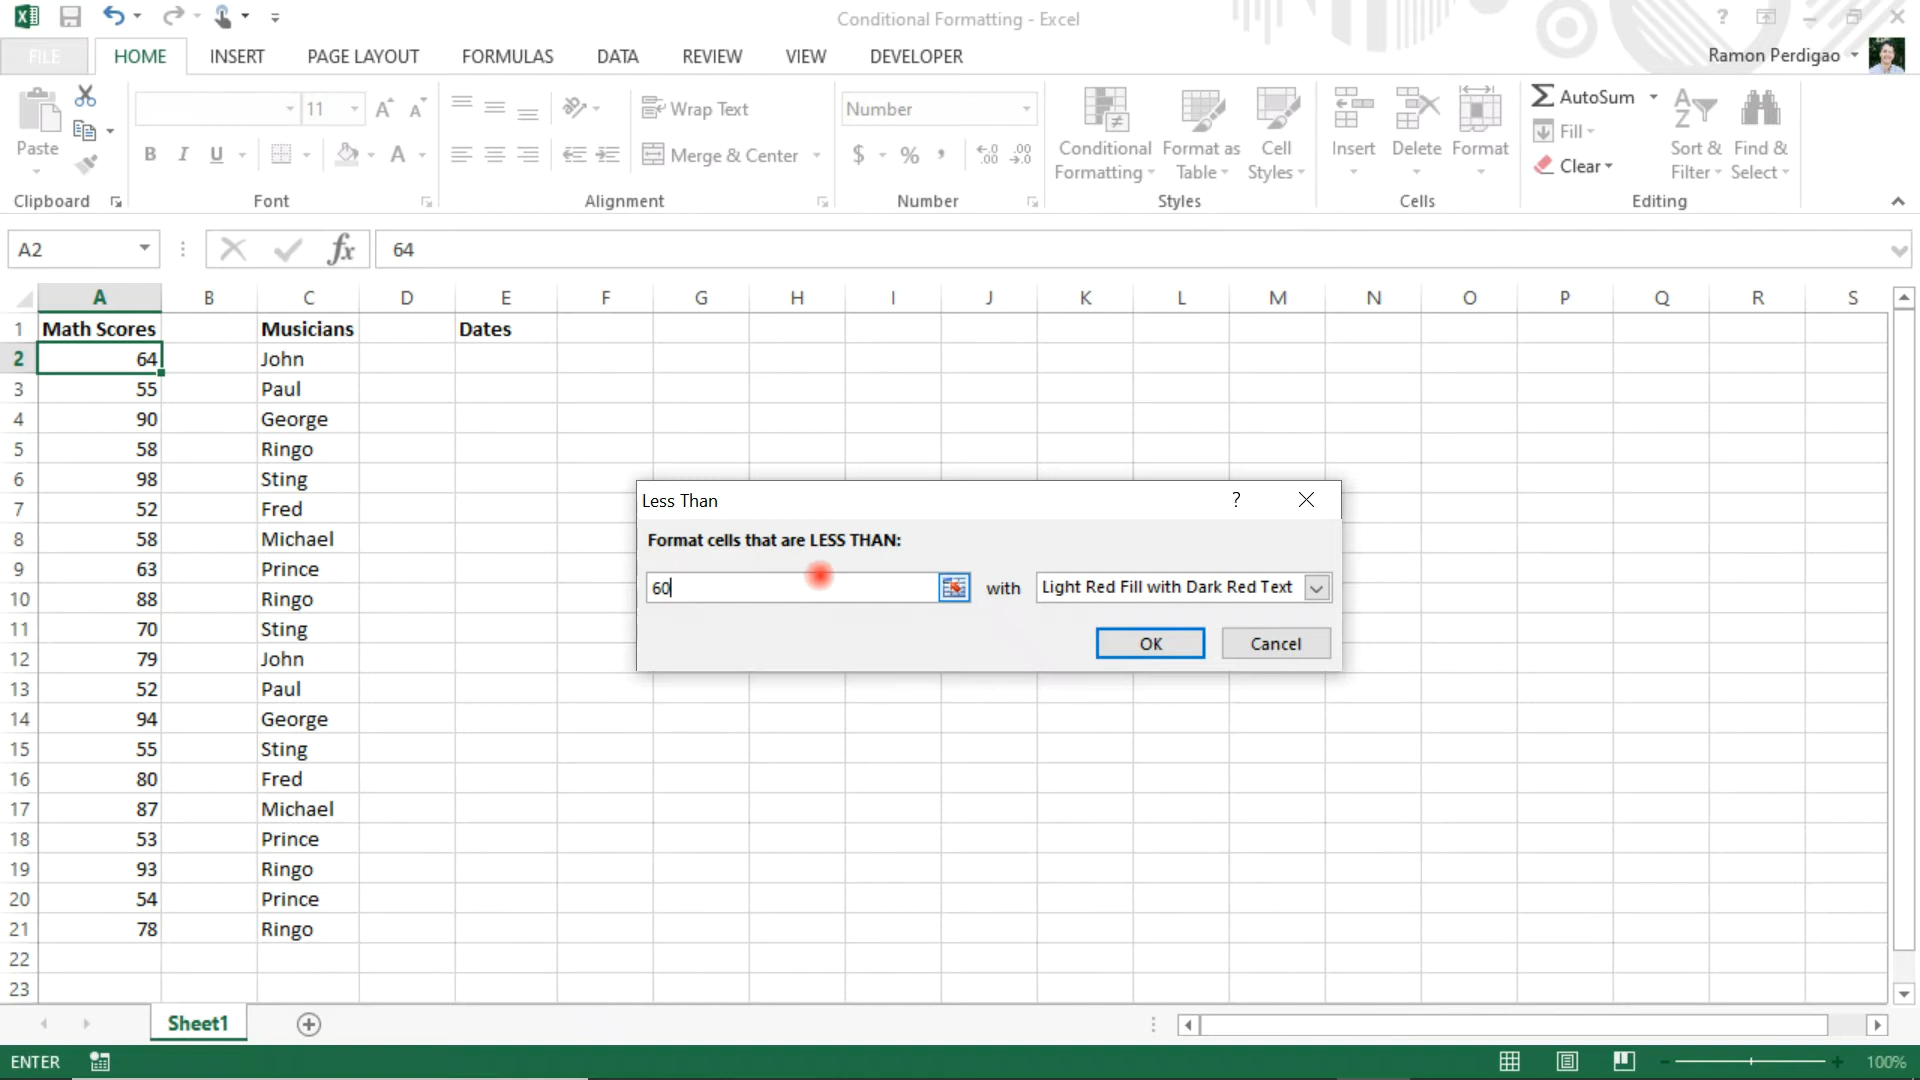 Conditional Formatting - Excel
?
FILE HOME INSERT PAGE LAYOUT FORMULAS DATA REVIEW VIEW DEVELOPER Ramon Perdigao
Paste
Clipboard
11
B I U A
Font
Wrap Text
Merge & Center
Alignment
Number
$ % ,
Number
Conditional Formatting
Format as Table
Cell Styles
Styles
Insert Delete Format
Cells
AutoSum
Fill
Clear
Sort & Filter
Find & Select
Editing
A2 fx 64
A B C D E F G H I J K L M N O P Q R S
1 Math Scores Musicians Dates
2 64 John
3 55 Paul
4 90 George
5 58 Ringo
6 98 Sting
7 52 Fred
8 58 Michael
9 63 Prince
10 88 Ringo
11 70 Sting
12 79 John
13 52 Paul
14 94 George
15 55 Sting
16 80 Fred
17 87 Michael
18 53 Prince
19 93 Ringo
20 54 Prince
21 78 Ringo
22
23
Less Than ?
Format cells that are LESS THAN:
60 with Light Red Fill with Dark Red Text
OK Cancel
Sheet1
ENTER 100%